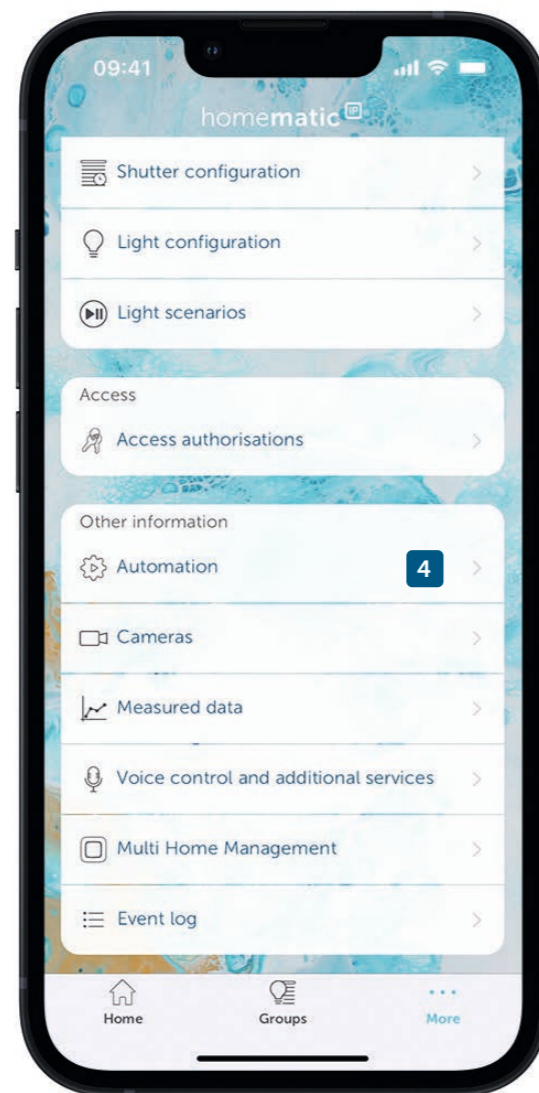 09:41
homematic IP
Shutter configuration
Light configuration
Light scenarios
Access
Access authorisations
Other information
Automation 4
Cameras
Measured data
Voice control and additional services
Multi Home Management
Event log
Home Groups More